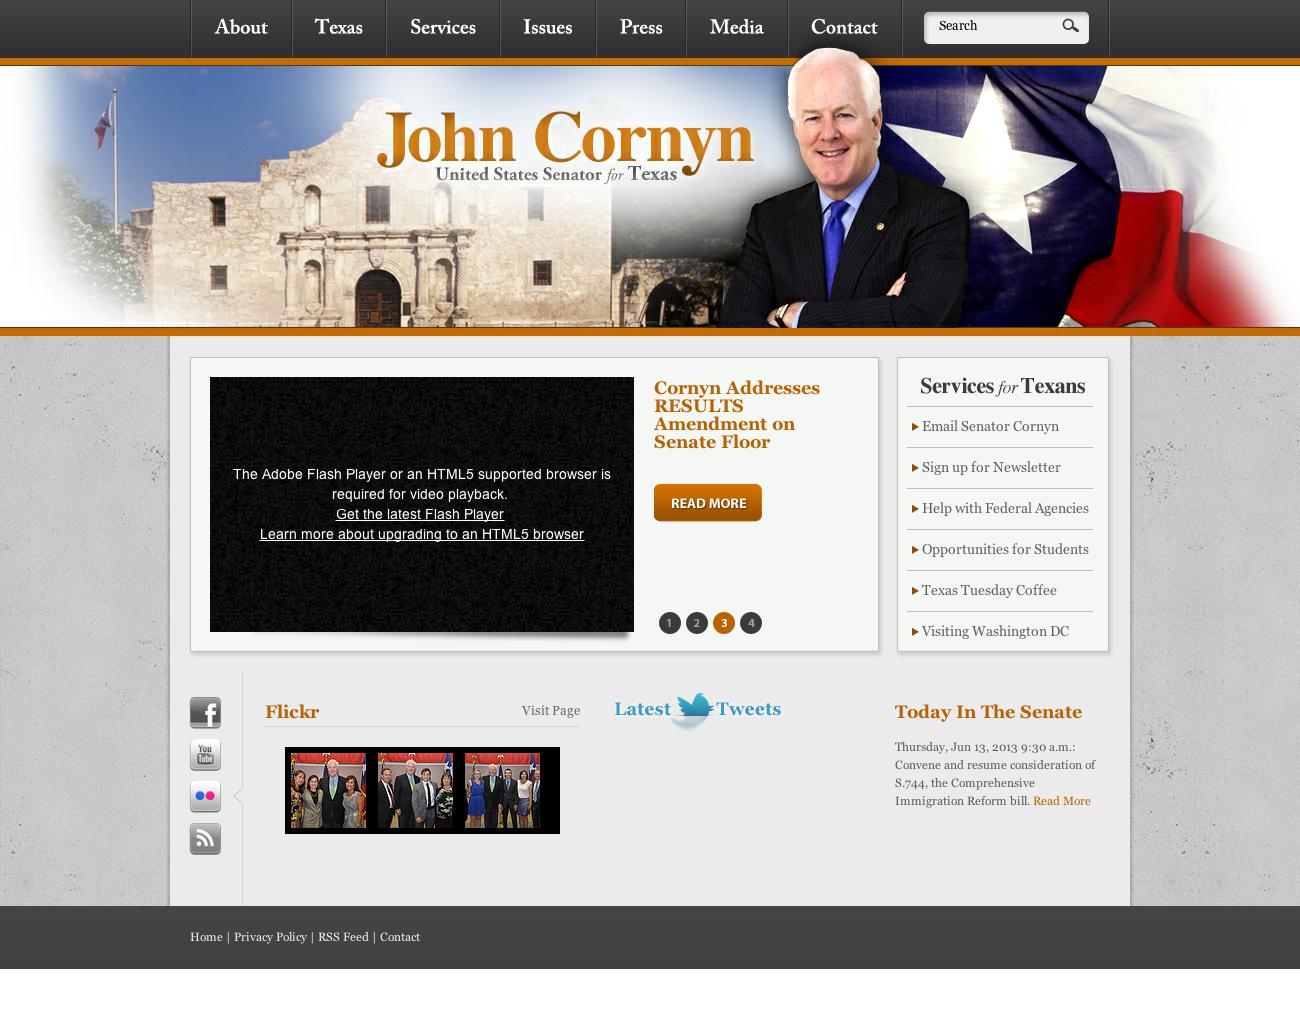 About
Texas
Services
Issues
Press
Media
Contact
Search
John Cornyn
United States Senator for Texas
The Adobe Flash Player or an HTML5 supported browser is
required for video playback.
Get the latest Flash Player
Learn more about upgrading to an HTML5 browser
Cornyn Addresses
RESULTS
Amendment on
Senate Floor
READ MORE
1 2 3 4
Services for Texans
Email Senator Cornyn
Sign up for Newsletter
Help with Federal Agencies
Opportunities for Students
Texas Tuesday Coffee
Visiting Washington DC
f
You
Tube
Flickr
Visit Page
Latest Tweets
Today In The Senate
Thursday, Jun 13, 2013 9:30 a.m.:
Convene and resume consideration of
S.744, the Comprehensive
Immigration Reform bill. Read More
Home | Privacy Policy | RSS Feed | Contact